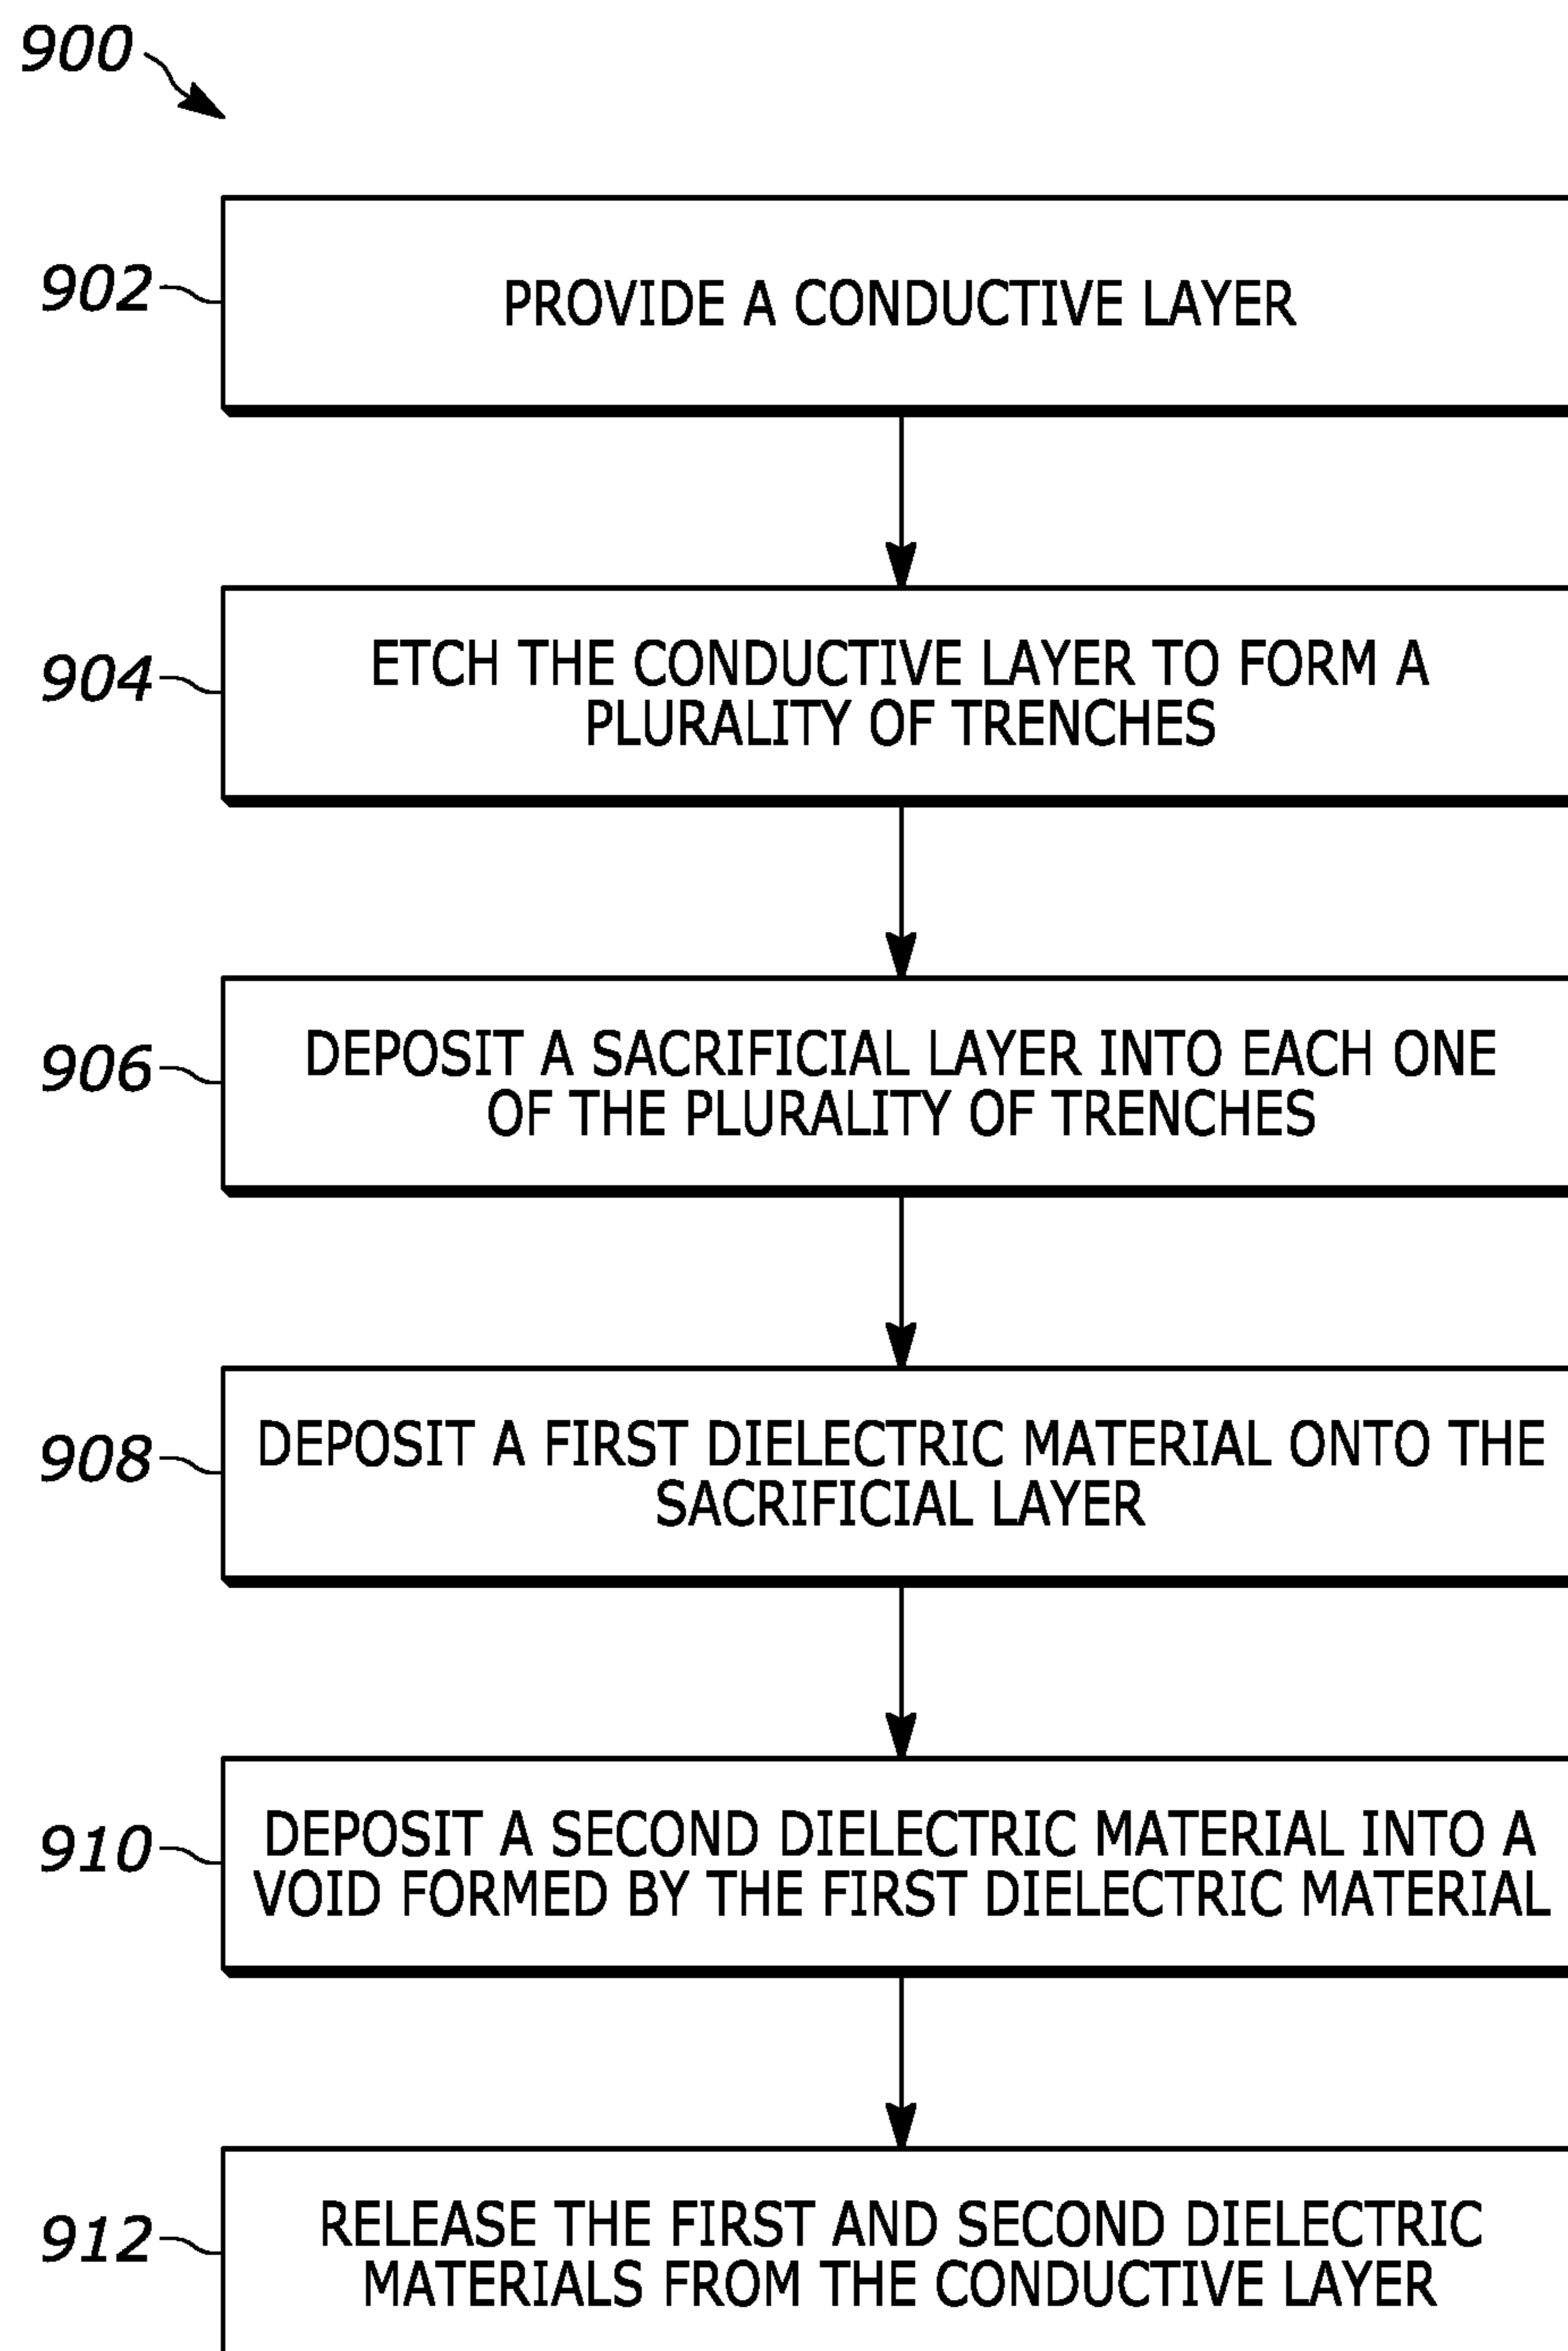 900
902
PROVIDE A CONDUCTIVE LAYER
904
ETCH THE CONDUCTIVE LAYER TO FORM A
PLURALITY OF TRENCHES
906
DEPOSIT A SACRIFICIAL LAYER INTO EACH ONE
OF THE PLURALITY OF TRENCHES
908
DEPOSIT A FIRST DIELECTRIC MATERIAL ONTO THE
SACRIFICIAL LAYER
910
DEPOSIT A SECOND DIELECTRIC MATERIAL INTO A
VOID FORMED BY THE FIRST DIELECTRIC MATERIAL
912
RELEASE THE FIRST AND SECOND DIELECTRIC
MATERIALS FROM THE CONDUCTIVE LAYER